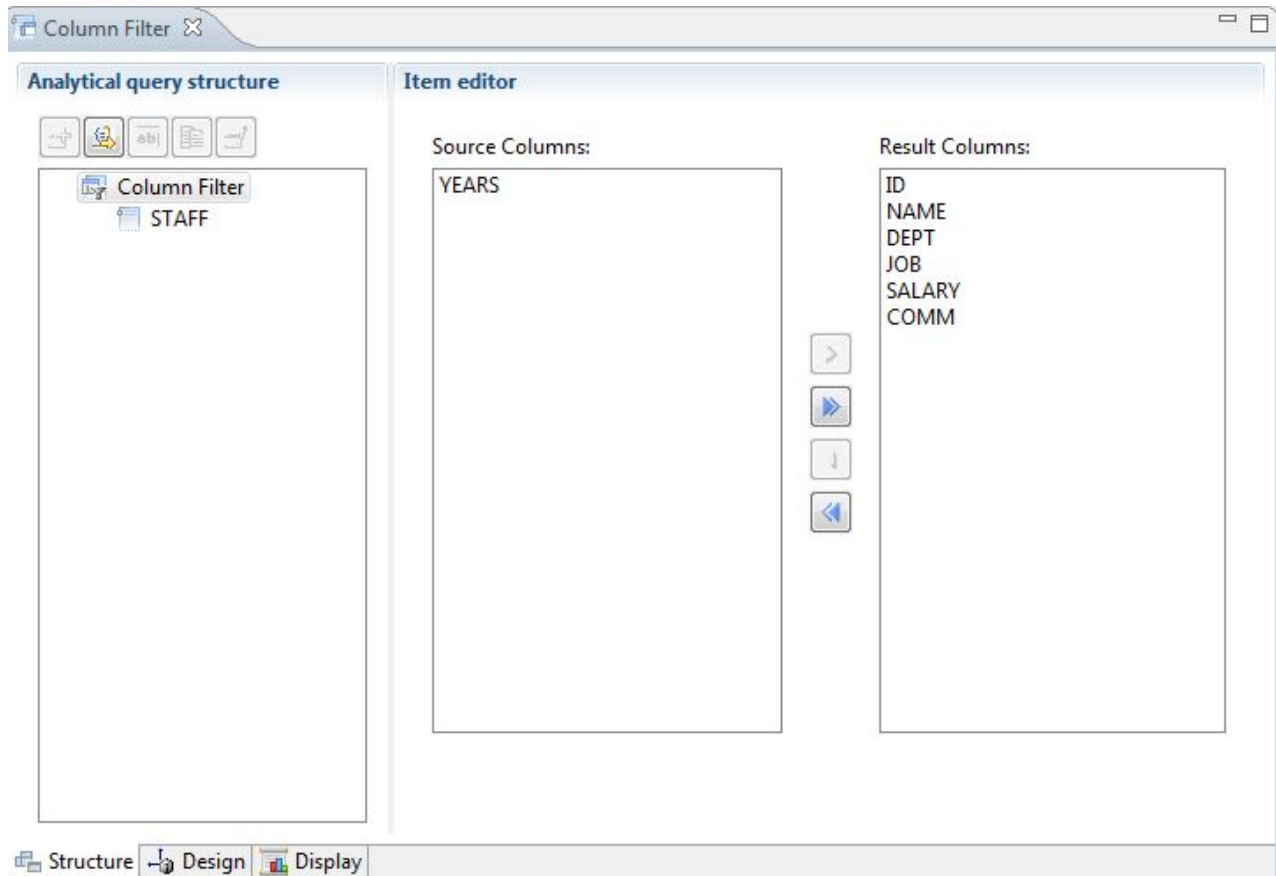 Column Filter
Analytical query structure
Item editor
ab|
Column Filter
STAFF
Source Columns:
YEARS
Result Columns:
ID
NAME
DEPT
JOB
SALARY
COMM
Structure
Design
Display